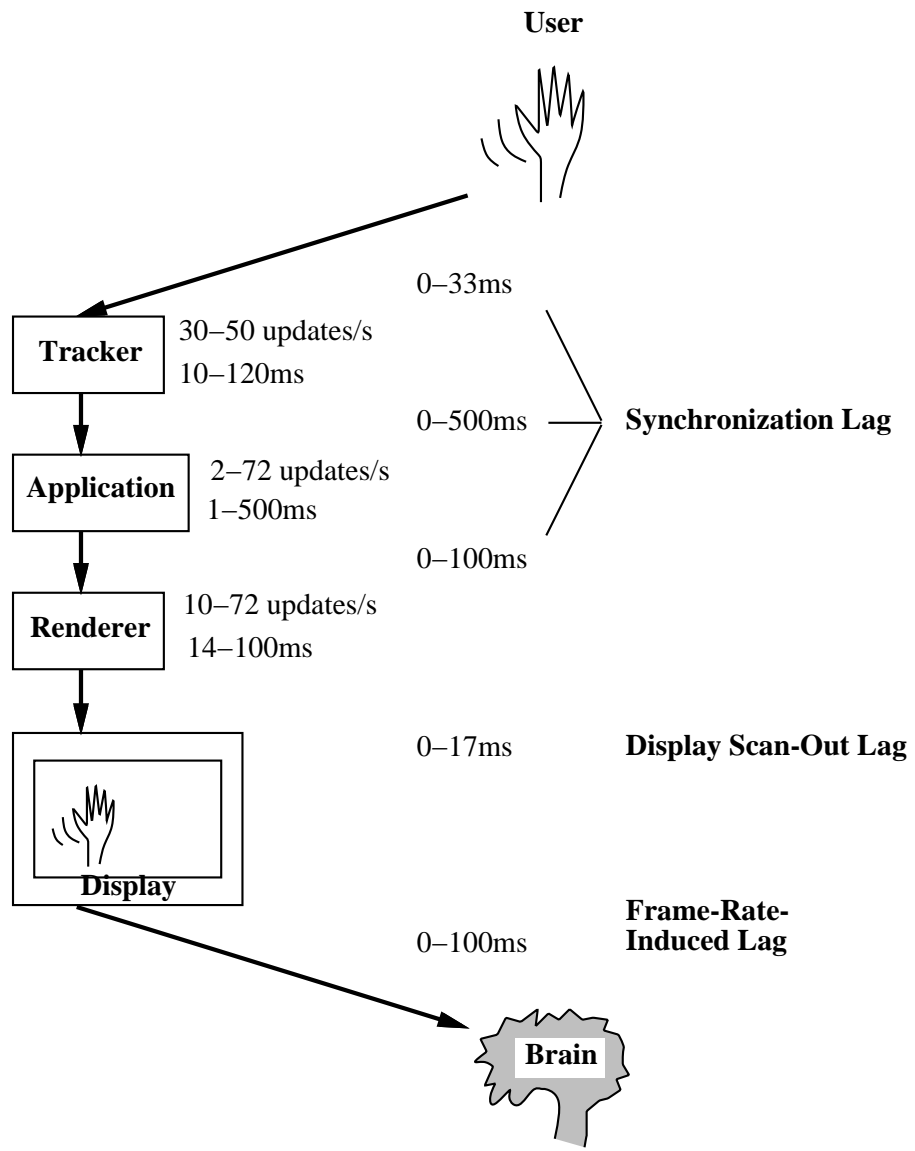 User
0–33ms
30–50 updates/s
Tracker
10–120ms
0–500ms
Synchronization Lag
2–72 updates/s
Application
1–500ms
0–100ms
10–72 updates/s
Renderer
14–100ms
0–17ms
Display Scan-Out Lag
Display
Frame-Rate-
Induced Lag
0–100ms
Brain